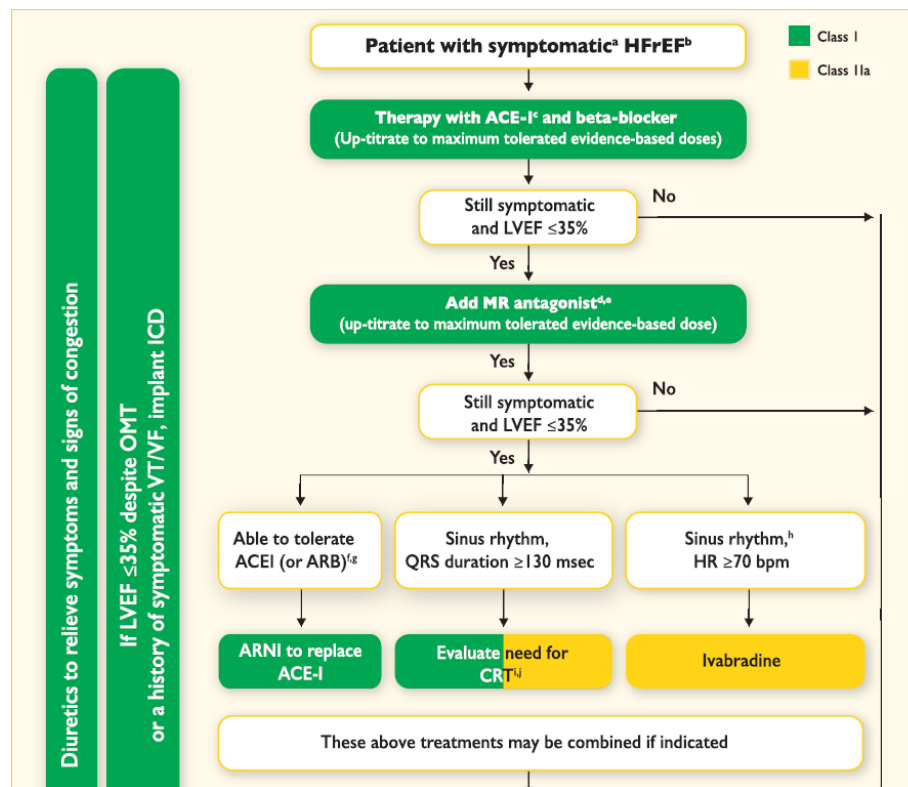 Patient with symptomaticᵃ HFrEFᵇ
Class I
Class IIa
Therapy with ACE-Iᶜ and beta-blocker
(Up-titrate to maximum tolerated evidence-based doses)
Still symptomatic
and LVEF ≤35%
No
Yes
Add MR antagonistᵈ,ᵉ
(up-titrate to maximum tolerated evidence-based dose)
Yes
Still symptomatic
and LVEF ≤35%
No
Yes
Able to tolerate
ACEI (or ARB)ᶠ,ᵍ
Sinus rhythm,
QRS duration ≥130 msec
Sinus rhythm,ʰ
HR ≥70 bpm
ARNI to replace
ACE-I
Evaluate need for
CRTⁱ,ʲ
Ivabradine
These above treatments may be combined if indicated
Diuretics to relieve symptoms and signs of congestion
If LVEF ≤35% despite OMT
or a history of symptomatic VT/VF, implant ICD